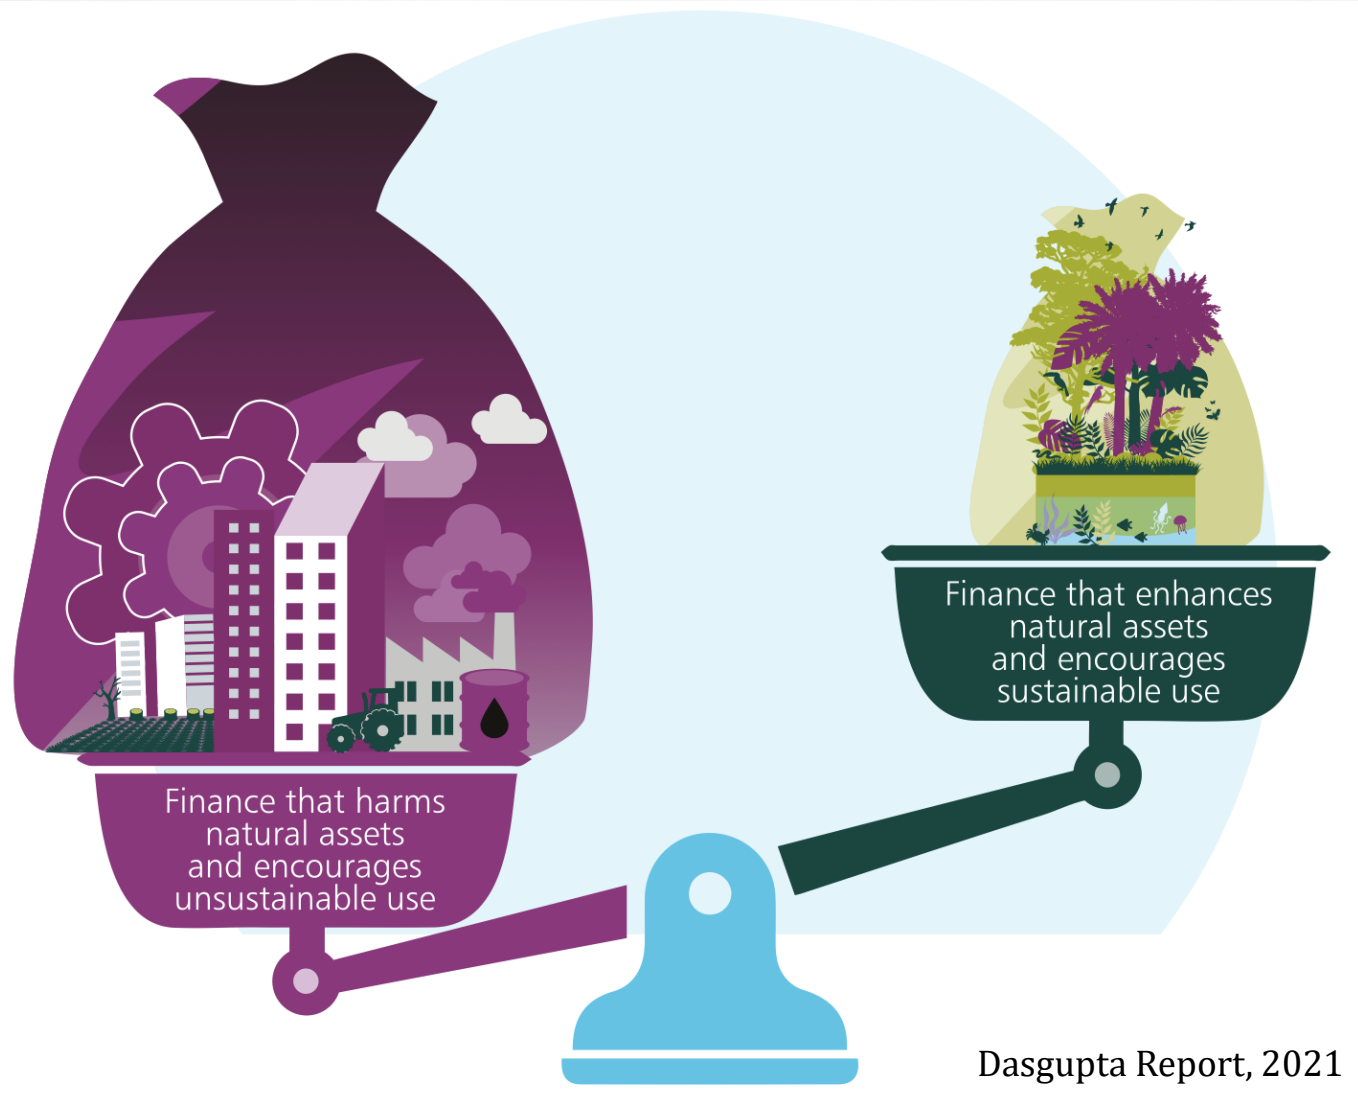 Finance that harms
natural assets
and encourages
unsustainable use
Finance that enhances
natural assets
and encourages
sustainable use
Dasgupta Report, 2021